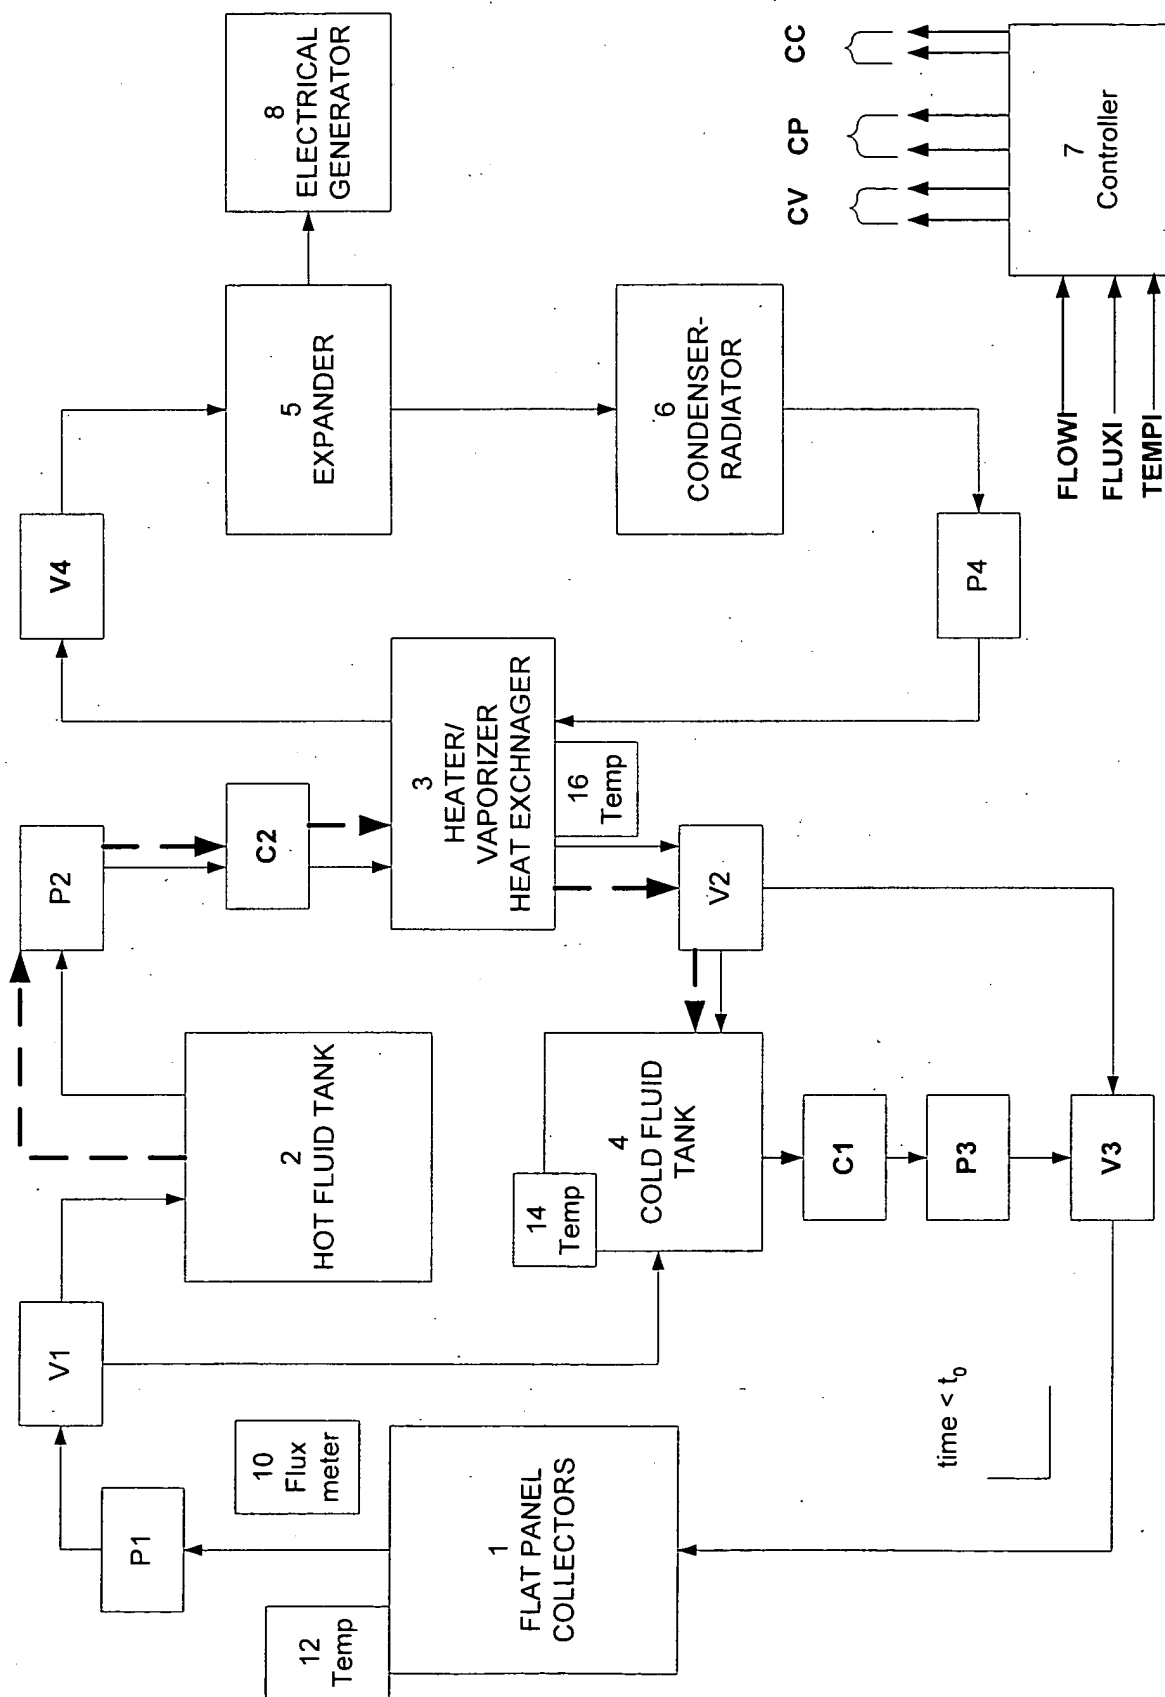 P1
V1
P2
V4
12
Temp
10
Flux
meter
1
FLAT PANEL
COLLECTORS
2
HOT FLUID TANK
C2
3
HEATER/
VAPORIZER
HEAT EXCHNAGER
16
Temp
5
EXPANDER
8
ELECTRICAL
GENERATOR
14
Temp
4
COLD FLUID
TANK
V2
6
CONDENSER-
RADIATOR
C1
P3
V3
P4
time < t0
CV
CP
CC
7
Controller
FLOWI
FLUXI
TEMPI